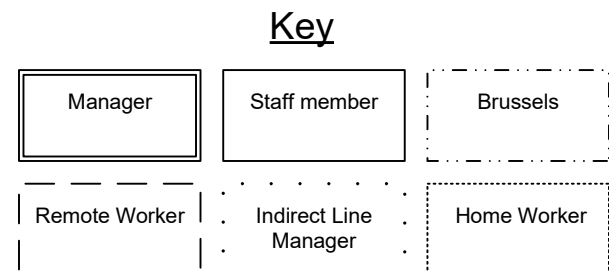 Key
Manager
Staff member
Brussels
Remote Worker
Indirect Line
Manager
Home Worker